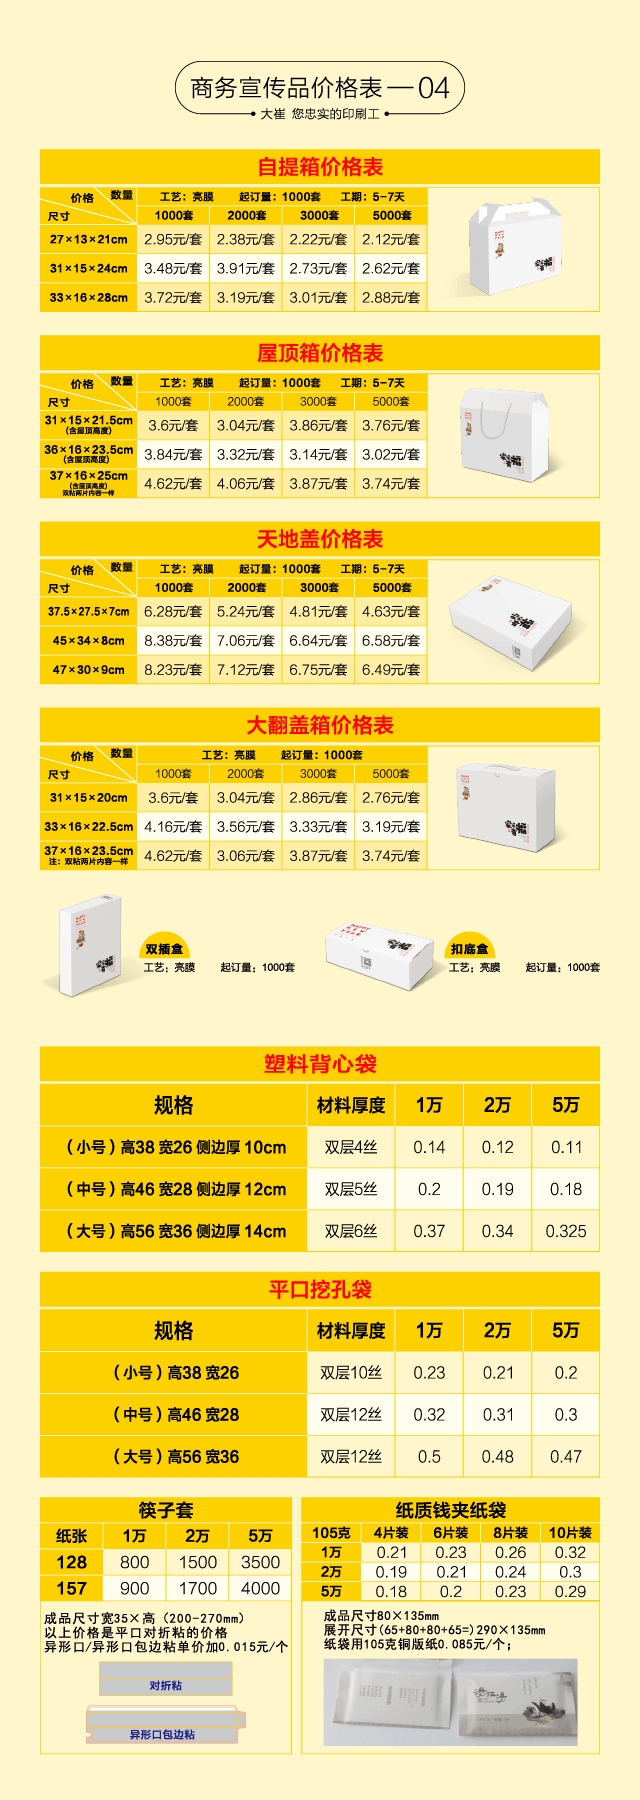 商务宣传品价格表—04
大崔 您忠实的印刷工
自提箱价格表
价格 数量 尺寸 工艺：亮膜 起订量：1000套 工期：5-7天
1000套 2000套 3000套 5000套
27×13×21cm 2.95元/套 2.38元/套 2.22元/套 2.12元/套
31×15×24cm 3.48元/套 3.91元/套 2.73元/套 2.62元/套
33×16×28cm 3.72元/套 3.19元/套 3.01元/套 2.88元/套
屋顶箱价格表
价格 数量 尺寸 工艺：亮膜 起订量：1000套 工期：5-7天
1000套 2000套 3000套 5000套
31×15×21.5cm 3.6元/套 3.04元/套 3.86元/套 3.76元/套
(含屋顶高度)
36×16×23.5cm 3.84元/套 3.32元/套 3.14元/套 3.02元/套
(含屋顶高度)
37×16×25cm 4.62元/套 4.06元/套 3.87元/套 3.74元/套
(含屋顶高度)
双粘两片内容一样
天地盖价格表
价格 数量 尺寸 工艺：亮膜 起订量：1000套 工期：5-7天
1000套 2000套 3000套 5000套
37.5×27.5×7cm 6.28元/套 5.24元/套 4.81元/套 4.63元/套
45×34×8cm 8.38元/套 7.06元/套 6.64元/套 6.58元/套
47×30×9cm 8.23元/套 7.12元/套 6.75元/套 6.49元/套
大翻盖箱价格表
价格 数量 尺寸 工艺：亮膜 起订量：1000套
1000套 2000套 3000套 5000套
31×15×20cm 3.6元/套 3.04元/套 2.86元/套 2.76元/套
33×16×22.5cm 4.16元/套 3.56元/套 3.33元/套 3.19元/套
37×16×23.5cm 4.62元/套 3.06元/套 3.87元/套 3.74元/套
注：双粘两片内容一样
双插盒
工艺；亮膜 起订量；1000套
扣底盒
工艺；亮膜 起订量；1000套
塑料背心袋
规格 材料厚度 1万 2万 5万
（小号）高38 宽26 侧边厚 10cm 双层4丝 0.14 0.12 0.11
（中号）高46 宽28 侧边厚 12cm 双层5丝 0.2 0.19 0.18
（大号）高56 宽36 侧边厚 14cm 双层6丝 0.37 0.34 0.325
平口挖孔袋
规格 材料厚度 1万 2万 5万
（小号）高38 宽26 双层10丝 0.23 0.21 0.2
（中号）高46 宽28 双层12丝 0.32 0.31 0.3
（大号）高56 宽36 双层12丝 0.5 0.48 0.47
筷子套
纸张 1万 2万 5万
128 800 1500 3500
157 900 1700 4000
成品尺寸宽35×高（200-270mm）
以上价格是平口对折粘的价格
异形口/异形口包边粘单价加0.015元/个
对折粘
异形口包边粘
纸质钱夹纸袋
105克 4片装 6片装 8片装 10片装
1万 0.21 0.23 0.26 0.32
2万 0.19 0.21 0.24 0.3
5万 0.18 0.2 0.23 0.29
成品尺寸80×135mm
展开尺寸(65+80+80+65=)290×135mm
纸袋用105克铜版纸0.085元/个；